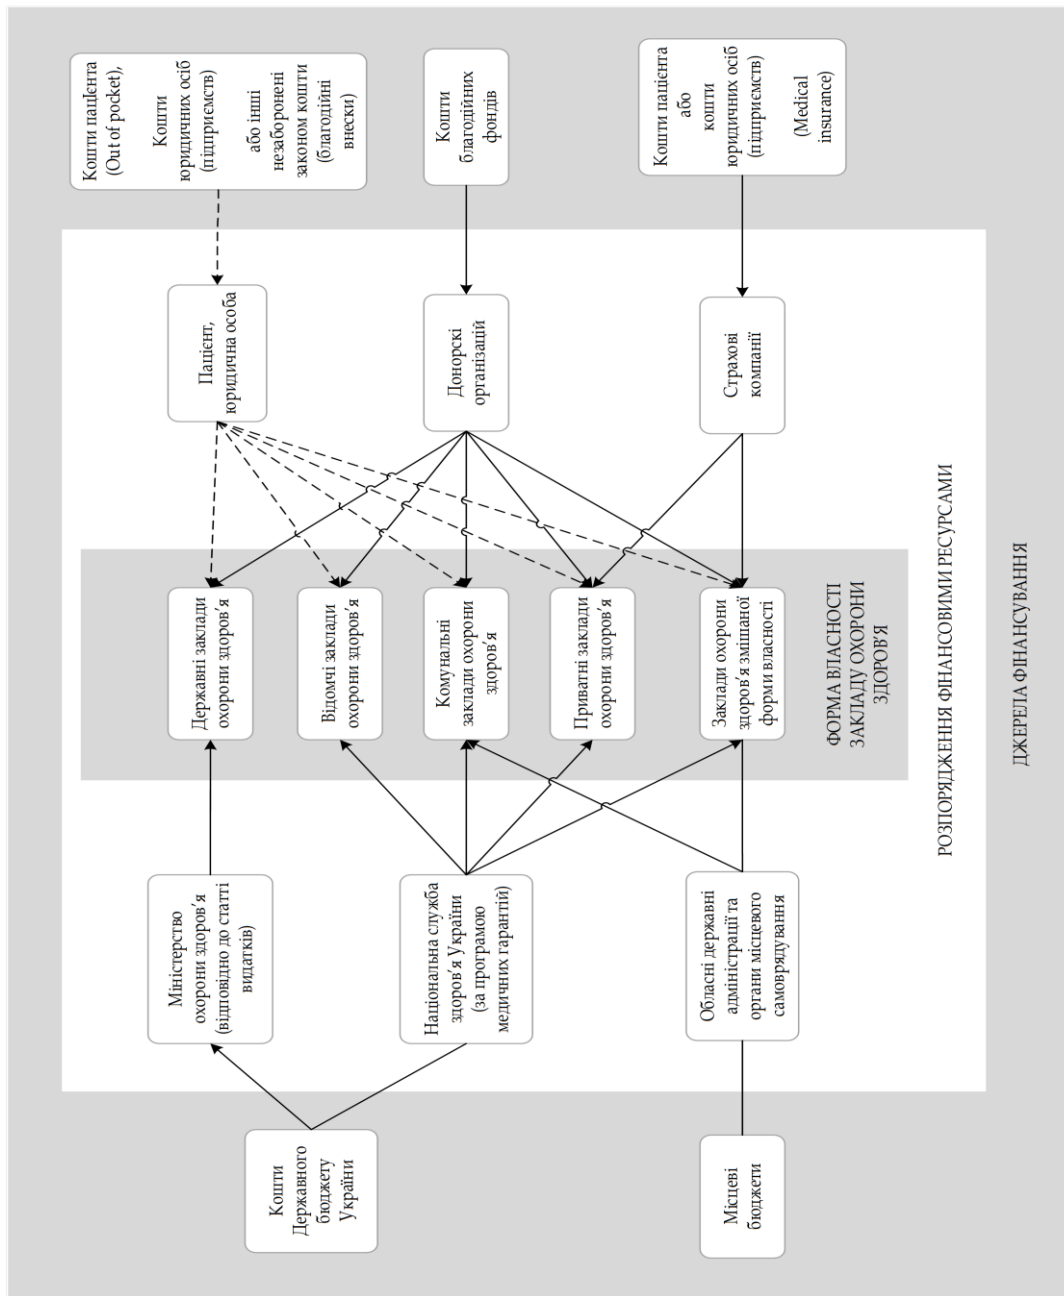 Кошти
Державного
бюджету
України
Міністерство
охорони здоров'я
(відповідно до статті
видатків)
Державні заклади
охорони здоров'я
Пацієнт,
юридична особа
Кошти пацієнта
(Out of pocket),
Кошти
юридичних осіб
(підприємств)
або інші
незаборонені
законом кошти
(благодійні
внески)
Відомчі заклади
охорони здоров'я
Національна служба
здоров'я України
(за програмою
медичних гарантій)
Комунальні
заклади охорони
здоров'я
Донорскі
організацій
Кошти
благодійних
фондів
Приватні заклади
охорони здоров'я
Місцеві
бюджети
Обласні державні
адміністрації та
органи місцевого
самоврядування
Заклади охорони
здоров'я змішаної
форми власності
Страхові
компанії
Кошти пацієнта
або
кошти
юридичних осіб
(підприємств)
(Medical
insurance)
ФОРМА ВЛАСНОСТІ
ЗАКЛАДУ ОХОРОНИ
ЗДОРОВ'Я
РОЗПОРЯДЖЕННЯ ФІНАНСОВИМИ РЕСУРСАМИ
ДЖЕРЕЛА ФІНАНСУВАННЯ